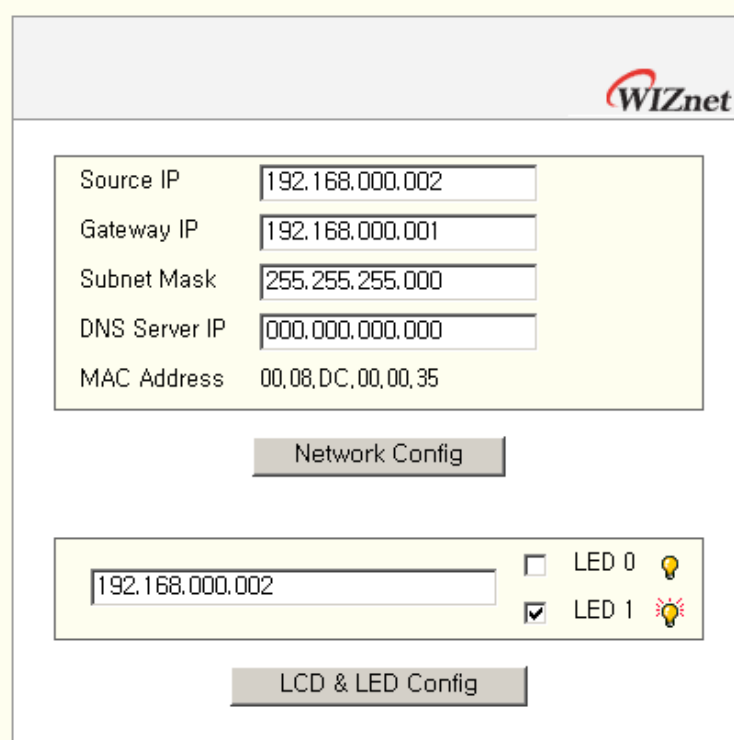 WIZnet
Source IP 192.168.000.002
Gateway IP 192.168.000.001
Subnet Mask 255.255.255.000
DNS Server IP 000.000.000.000
MAC Address 00,08,DC,00,00,35
Network Config
LED 0
192.168.000.002
LED 1
LCD & LED Config